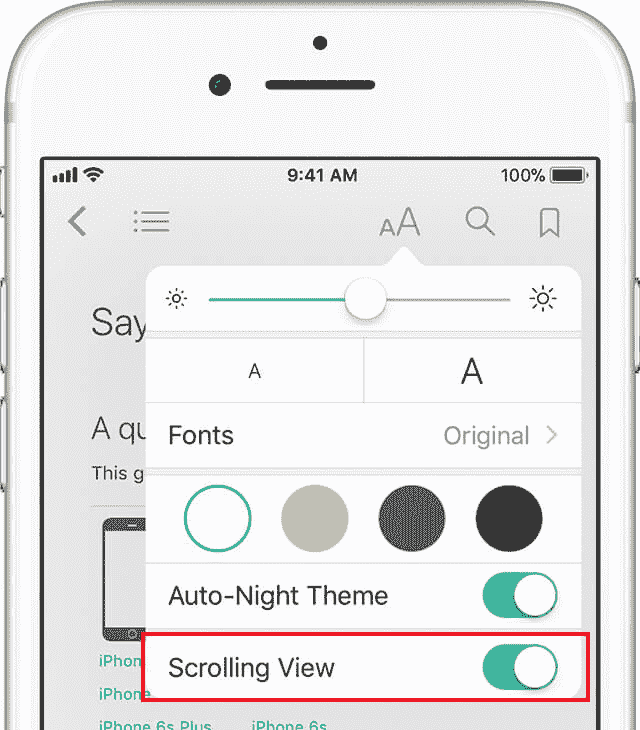 9:41 AM 100%
AA
Say
A A
A qu
Fonts Original
This g
Auto-Night Theme
iPhon
Scrolling View
iPhone
iPhone 6s Plus iPhone 6s